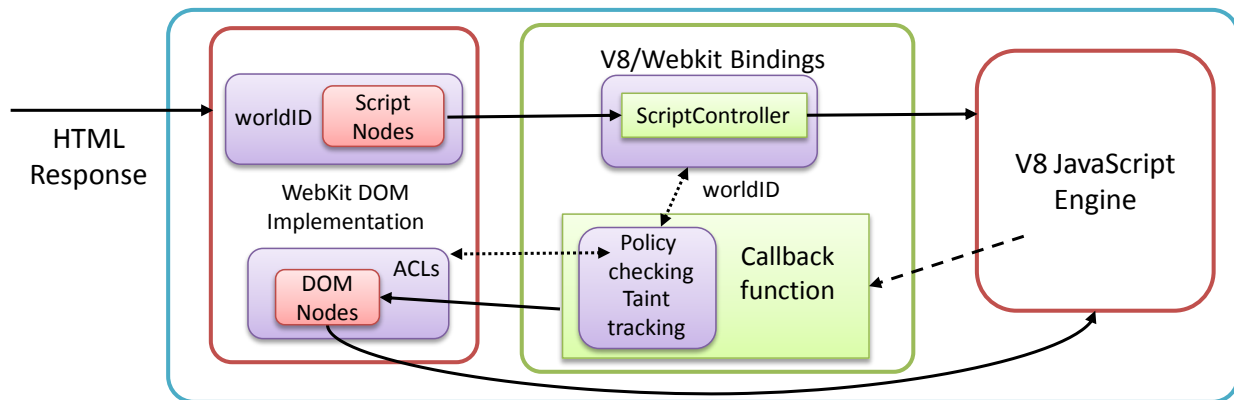 HTML
Response
worldID
Script
Nodes
WebKit DOM
Implementation
ACLs
DOM
Nodes
V8/Webkit Bindings
ScriptController
worldID
Policy
checking
Taint
tracking
Callback
function
V8 JavaScript
Engine